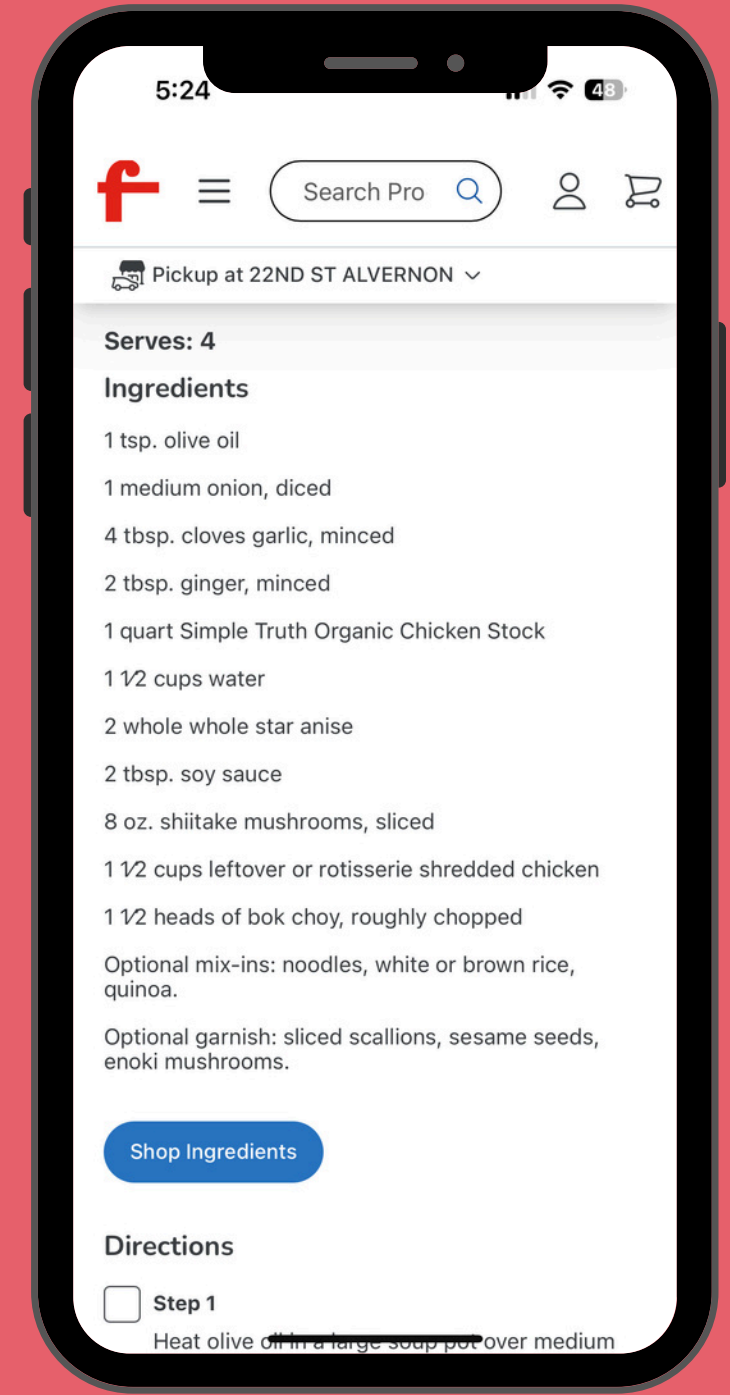 5:24
48
f
Search Pro
Pickup at 22ND ST ALVERNON
Serves: 4
Ingredients
1 tsp. olive oil
1 medium onion, diced
4 tbsp. cloves garlic, minced
2 tbsp. ginger, minced
1 quart Simple Truth Organic Chicken Stock
1 1⁄2 cups water
2 whole whole star anise
2 tbsp. soy sauce
8 oz. shiitake mushrooms, sliced
1 1⁄2 cups leftover or rotisserie shredded chicken
1 1⁄2 heads of bok choy, roughly chopped
Optional mix-ins: noodles, white or brown rice,
quinoa.
Optional garnish: sliced scallions, sesame seeds,
enoki mushrooms.
Shop Ingredients
Directions
Step 1
Heat olive oil in a large soup pot over medium